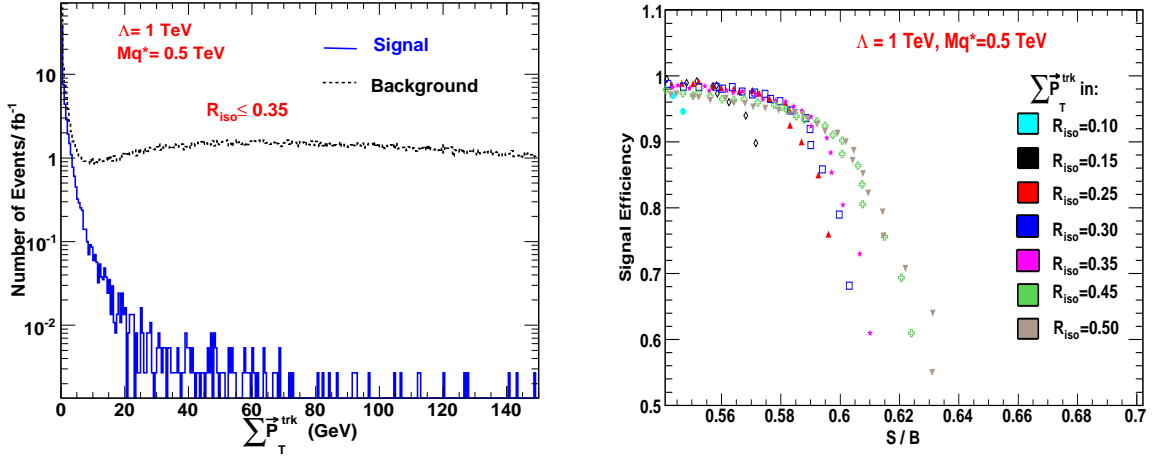 Λ = 1 TeV
Mq*= 0.5 TeV
Signal
Background
R_iso ≤ 0.35
Number of Events/ fb⁻¹
10
1
10⁻¹
10⁻²
0 20 40 60 80 100 120 140
∑P⃗_T^trk (GeV)
Λ = 1 TeV, Mq*=0.5 TeV
∑P⃗_T^trk in:
R_iso=0.10
R_iso=0.15
R_iso=0.25
R_iso=0.30
R_iso=0.35
R_iso=0.45
R_iso=0.50
Signal Efficiency
1.1
1
0.9
0.8
0.7
0.6
0.5
0.56 0.58 0.6 0.62 0.64 0.66 0.68 0.7
S / B